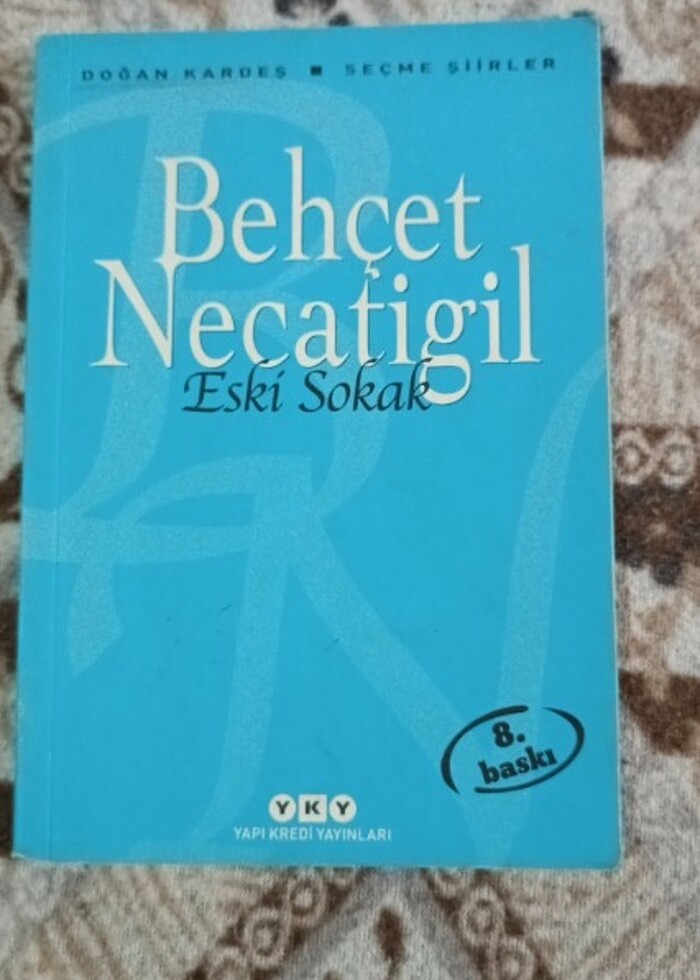 DOĞAN KARDEŞ ■ SEÇME ŞİİRLER
Behçet
Necatigil
Eski Sokak
8.
baskı
YKY
YAPI KREDİ YAYINLARI